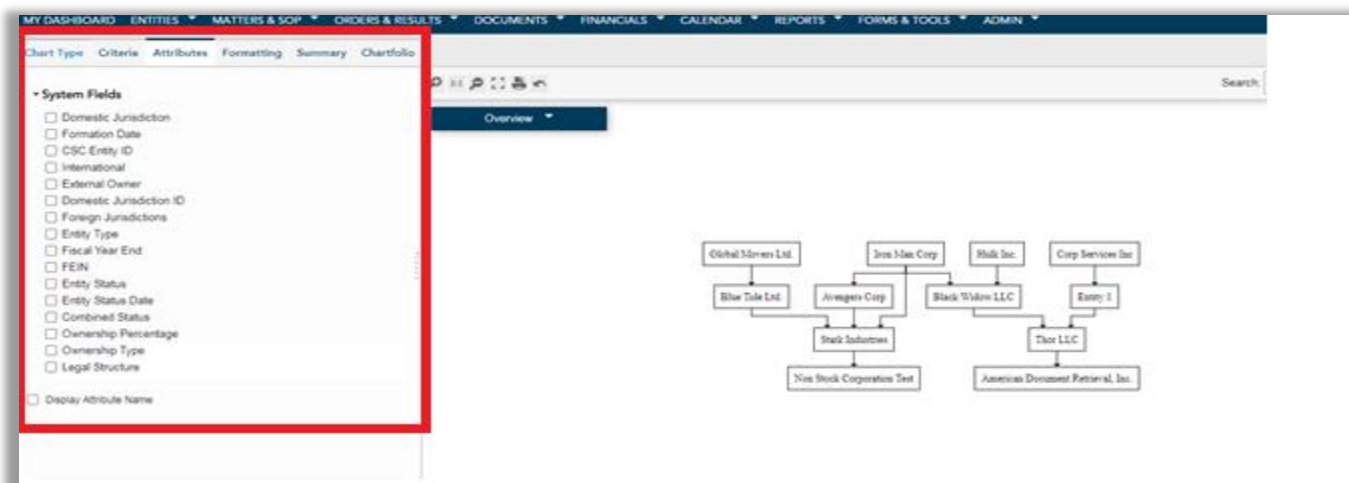 MY DASHBOARD ENTITIES MATTERS & SOP ORDERS & RESULTS DOCUMENTS FINANCIALS CALENDAR REPORTS FORMS & TOOLS ADMIN
Chart Type Criteria Attributes Formatting Summary Chartfolio
Search:
System Fields
Overview
Domestic Jurisdiction
Formation Date
CSC Entity ID
International
External Owner
Domestic Jurisdiction ID
Foreign Jurisdictions
Entity Type
Fiscal Year End
FEIN
Entity Status
Entity Status Date
Combined Status
Ownership Percentage
Ownership Type
Legal Structure
Display Attribute Name
Global Movers Ltd. Iron Man Corp Hulk Inc. Corp Services Inc
Blue Tide Ltd. Avengers Corp Black Widow LLC Entity 1
Stark Industries Thor LLC
Non Stock Corporation Test American Document Retrieval, Inc.